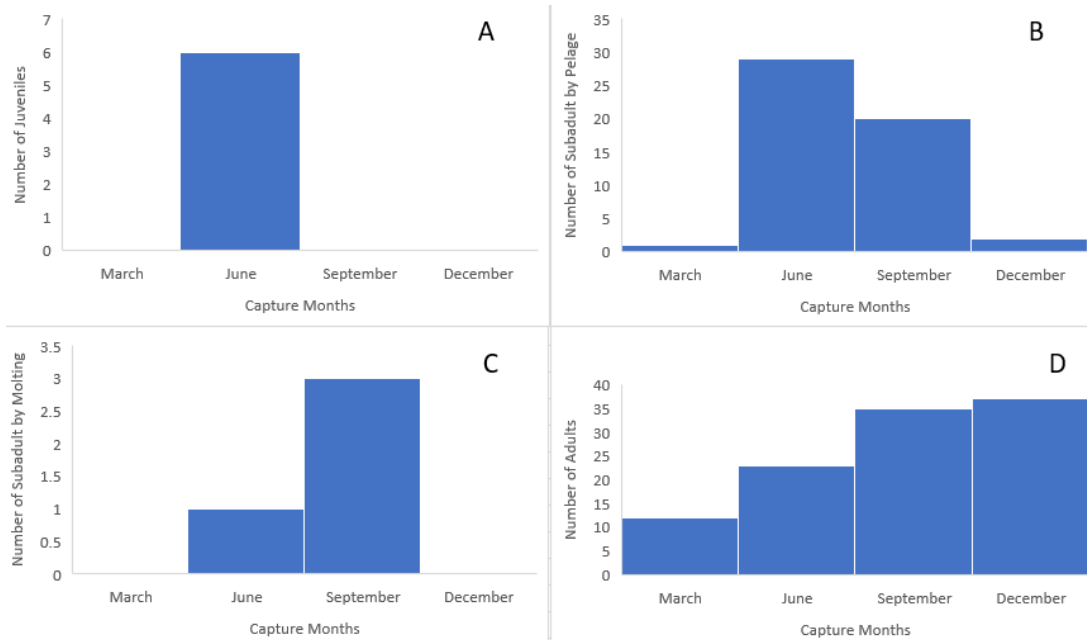 A
Number of Juveniles
7
6
5
4
3
2
1
0
March June September December
Capture Months
B
Number of Subadult by Pelage
35
30
25
20
15
10
5
0
March June September December
Capture Months
C
Number of Subadult by Molting
3.5
3
2.5
2
1.5
1
0.5
0
March June September December
Capture Months
D
Number of Adults
40
35
30
25
20
15
10
5
0
March June September December
Capture Months